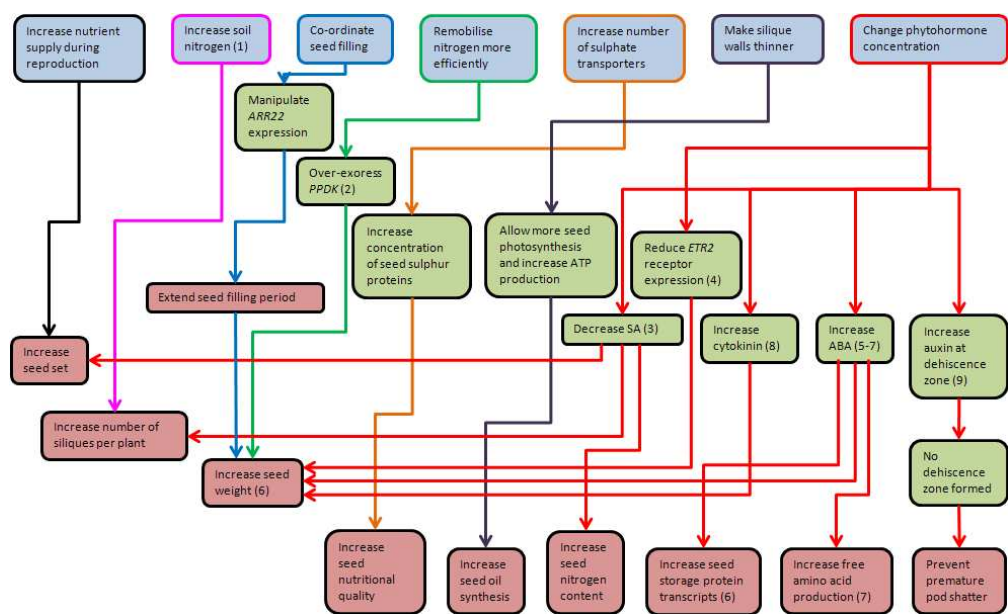 Increase nutrient
supply during
reproduction
Increase soil
nitrogen (1)
Co-ordinate
seed filling
Remobilise
nitrogen more
efficiently
Increase number
of sulphate
transporters
Make silique
walls thinner
Change phytohormone
concentration
Manipulate
ARR22
expression
Over-exoress
PPDK (2)
Increase
concentration
of seed sulphur
proteins
Allow more seed
photosynthesis
and increase ATP
production
Reduce ETR2
receptor
expression (4)
Extend seed filling period
Decrease SA (3)
Increase
cytokinin (8)
Increase
ABA (5-7)
Increase
auxin at
dehiscence
zone (9)
Increase
seed set
Increase number of
siliques per plant
Increase seed
weight (6)
No
dehiscence
zone formed
Increase
seed
nutritional
quality
Increase
seed oil
synthesis
Increase
seed
nitrogen
content
Increase seed
storage protein
transcripts (6)
Increase free
amino acid
production (7)
Prevent
premature
pod shatter